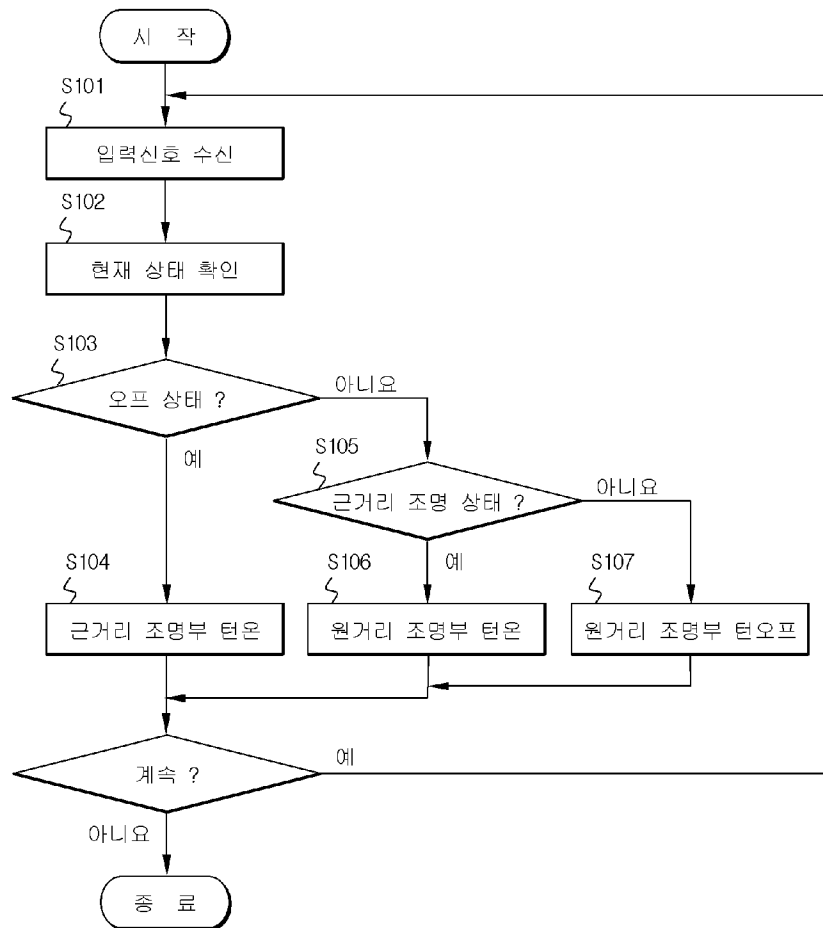 시 작
S101
입력신호 수신
S102
현재 상태 확인
S103
오프 상태 ?
아니요
예
S105
근거리 조명 상태 ?
아니요
예
S104
근거리 조명부 턴온
S106
원거리 조명부 턴온
S107
원거리 조명부 턴오프
계속 ?
예
아니요
종 료